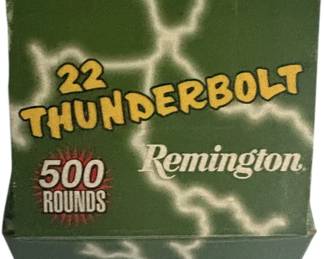 22
THUNDERBOLT
500
ROUNDS
Remington.